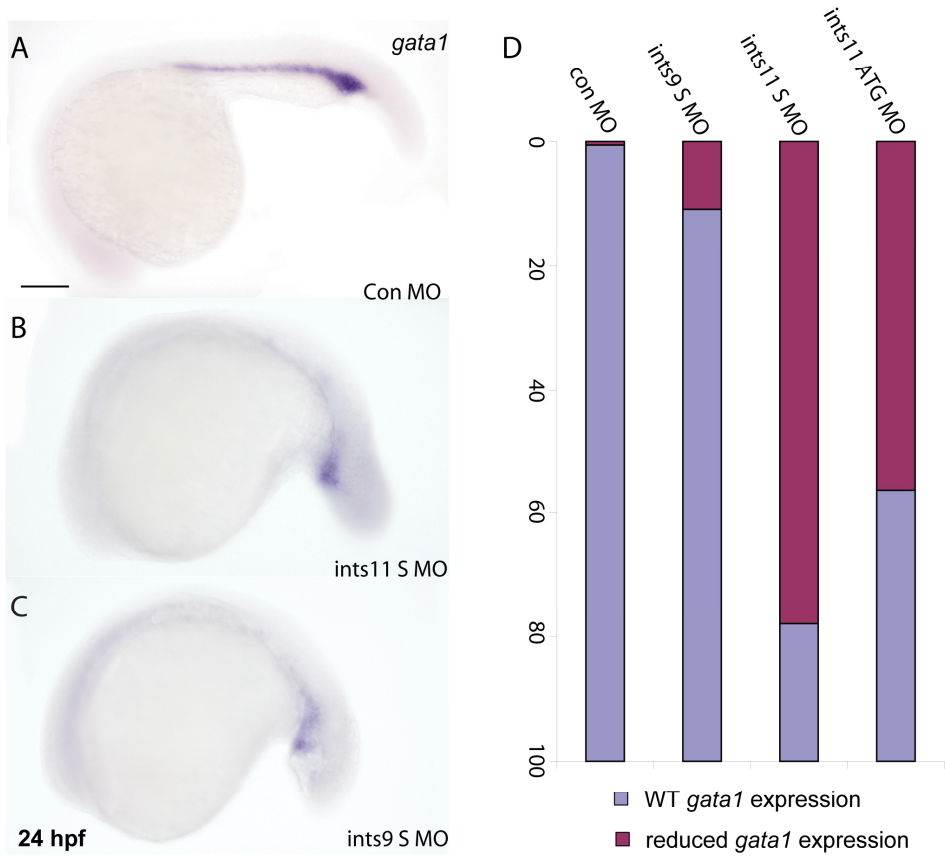 A
gata1
Con MO
B
ints11 S MO
C
24 hpf
ints9 S MO
D
con MO
ints9 S MO
ints11 S MO
ints11 ATG MO
0
20
40
60
80
100
WT gata1 expression
reduced gata1 expression